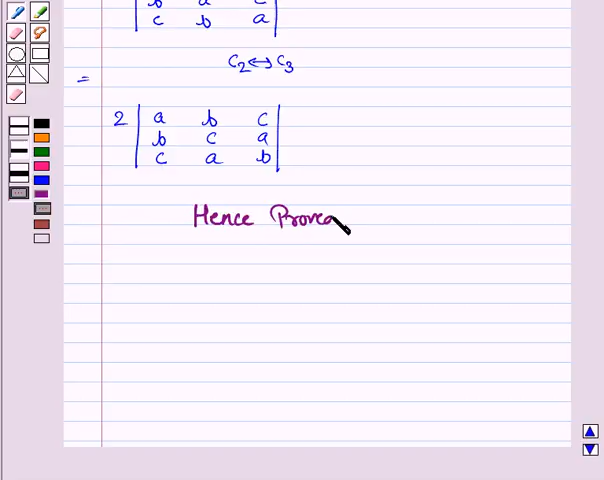 b a c
c b a
C2↔C3
=
2 | a b c |
| b c a |
| c a b |
Hence Proved